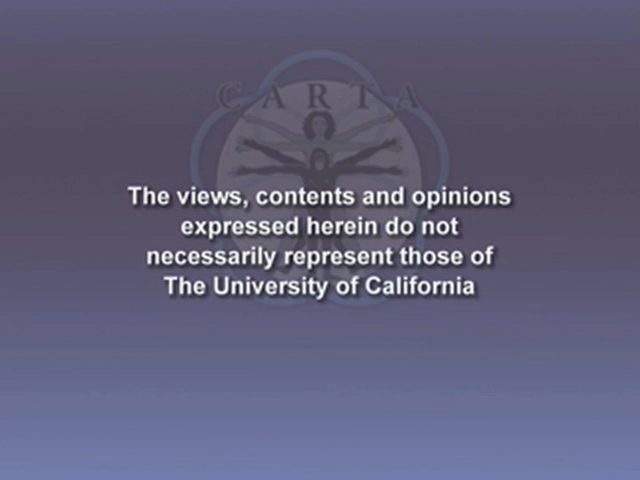 CARTA
The views, contents and opinions
expressed herein do not
necessarily represent those of
The University of California